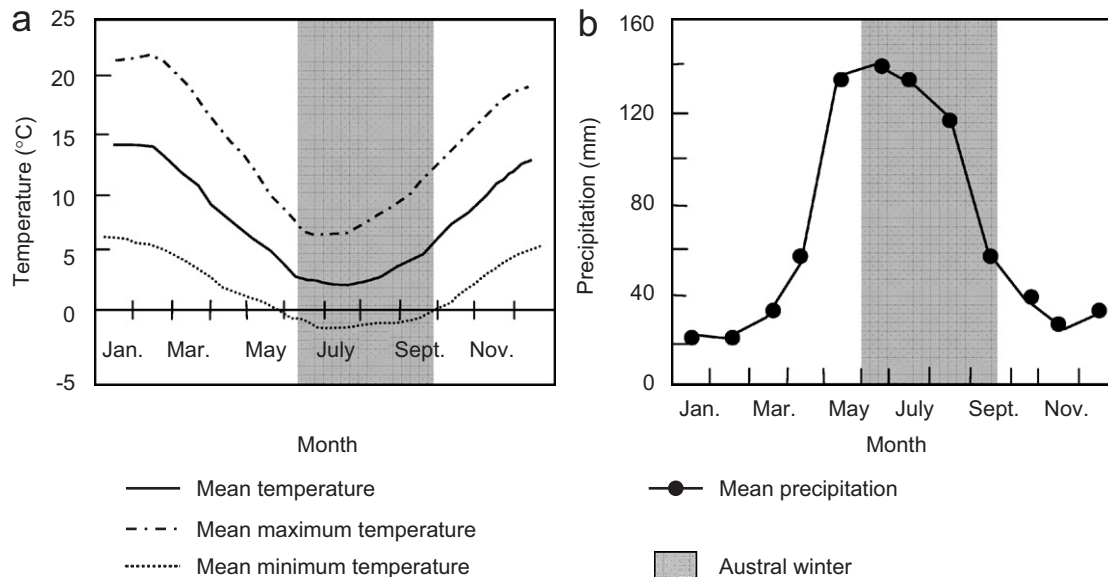 a
25
20
15
10
5
0
-5
Temperature (°C)
Jan. Mar. May July Sept. Nov.
Month
b
160
120
80
40
0
Precipitation (mm)
Jan. Mar. May July Sept. Nov.
Month
Mean temperature
Mean maximum temperature
Mean minimum temperature
Mean precipitation
Austral winter